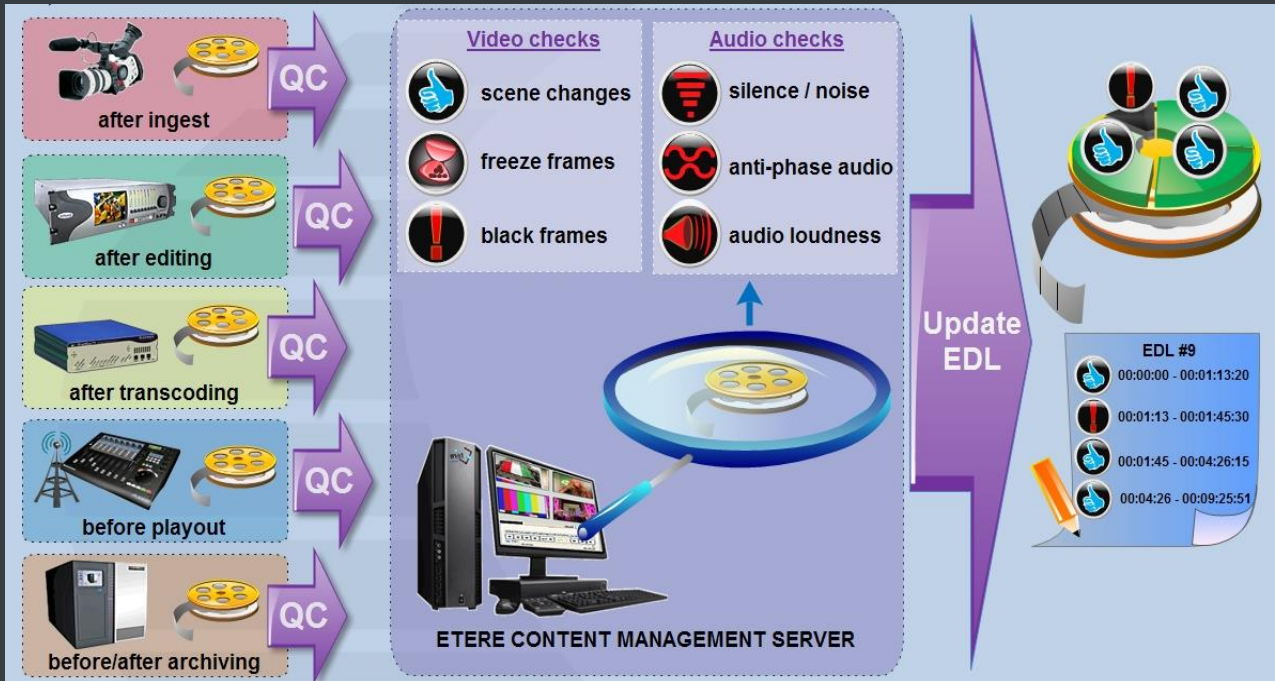 after ingest
QC
after editing
QC
after transcoding
QC
before playout
QC
before/after archiving
QC
Video checks
scene changes
freeze frames
black frames
Audio checks
silence / noise
anti-phase audio
audio loudness
ETERE CONTENT MANAGEMENT SERVER
Update
EDL
EDL #9
00:00:00 - 00:01:13:20
00:01:13 - 00:01:45:30
00:01:45 - 00:04:26:15
00:04:26 - 00:09:25:51